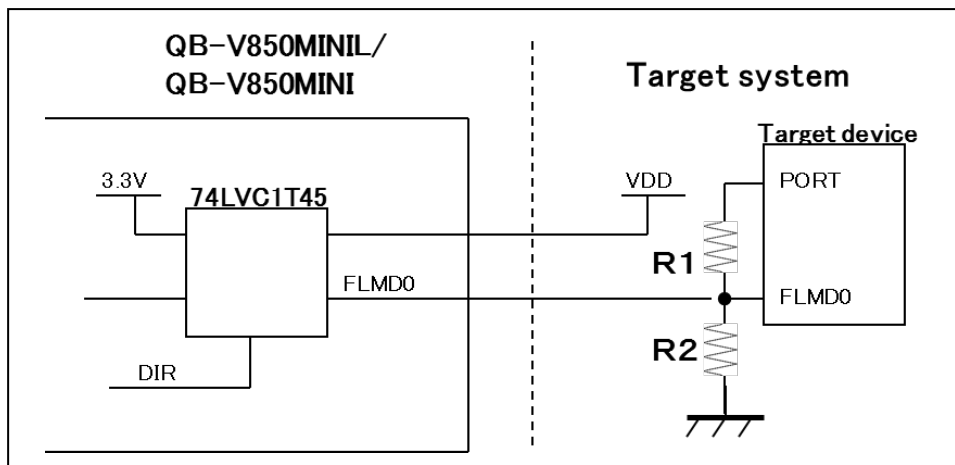 QB-V850MINIL/
QB-V850MINI
Target system
Target device
3.3V
74LVC1T45
VDD
PORT
R1
FLMD0
FLMD0
R2
DIR